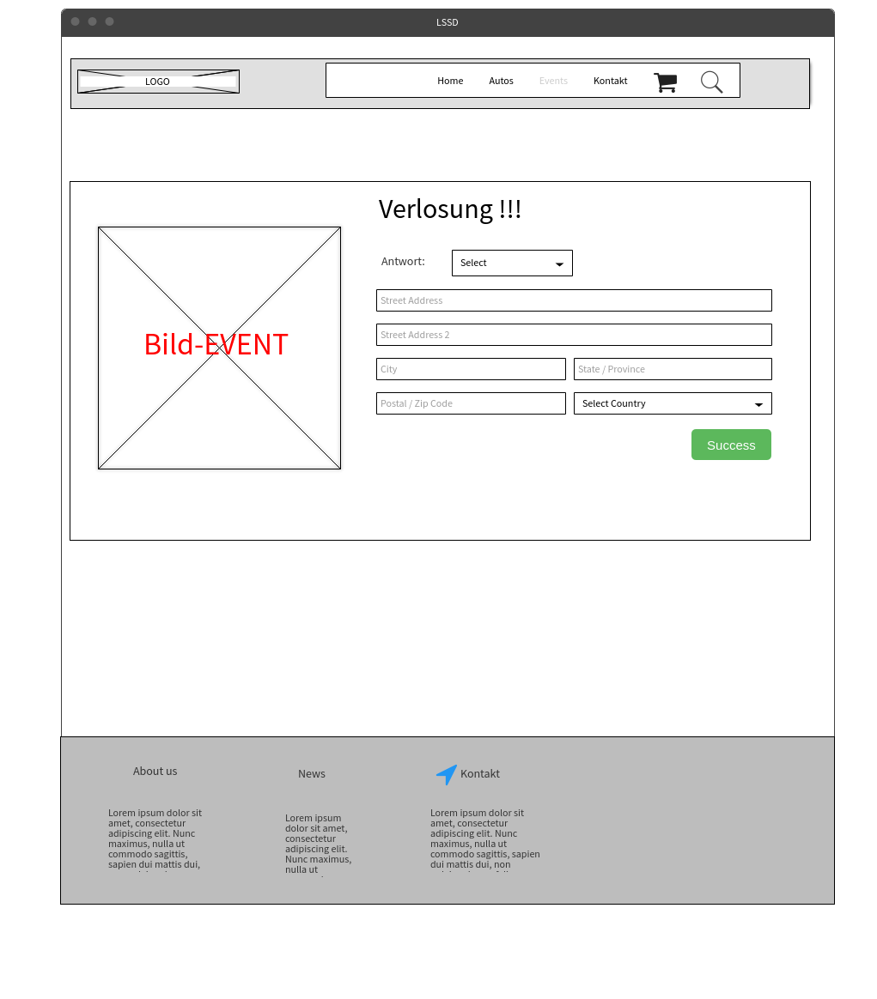 LSSD
LOGO
Home Autos Events Kontakt
Verlosung !!!
Antwort: Select
Street Address
Street Address 2
City State / Province
Postal / Zip Code Select Country
Success
Bild-EVENT
About us
Lorem ipsum dolor sit
amet, consectetur
adipiscing elit. Nunc
maximus, nulla ut
commodo sagittis,
sapien dui mattis dui,
News
Lorem ipsum
dolor sit amet,
consectetur
adipiscing elit.
Nunc maximus,
nulla ut
Kontakt
Lorem ipsum dolor sit
amet, consectetur
adipiscing elit. Nunc
maximus, nulla ut
commodo sagittis, sapien
dui mattis dui, non